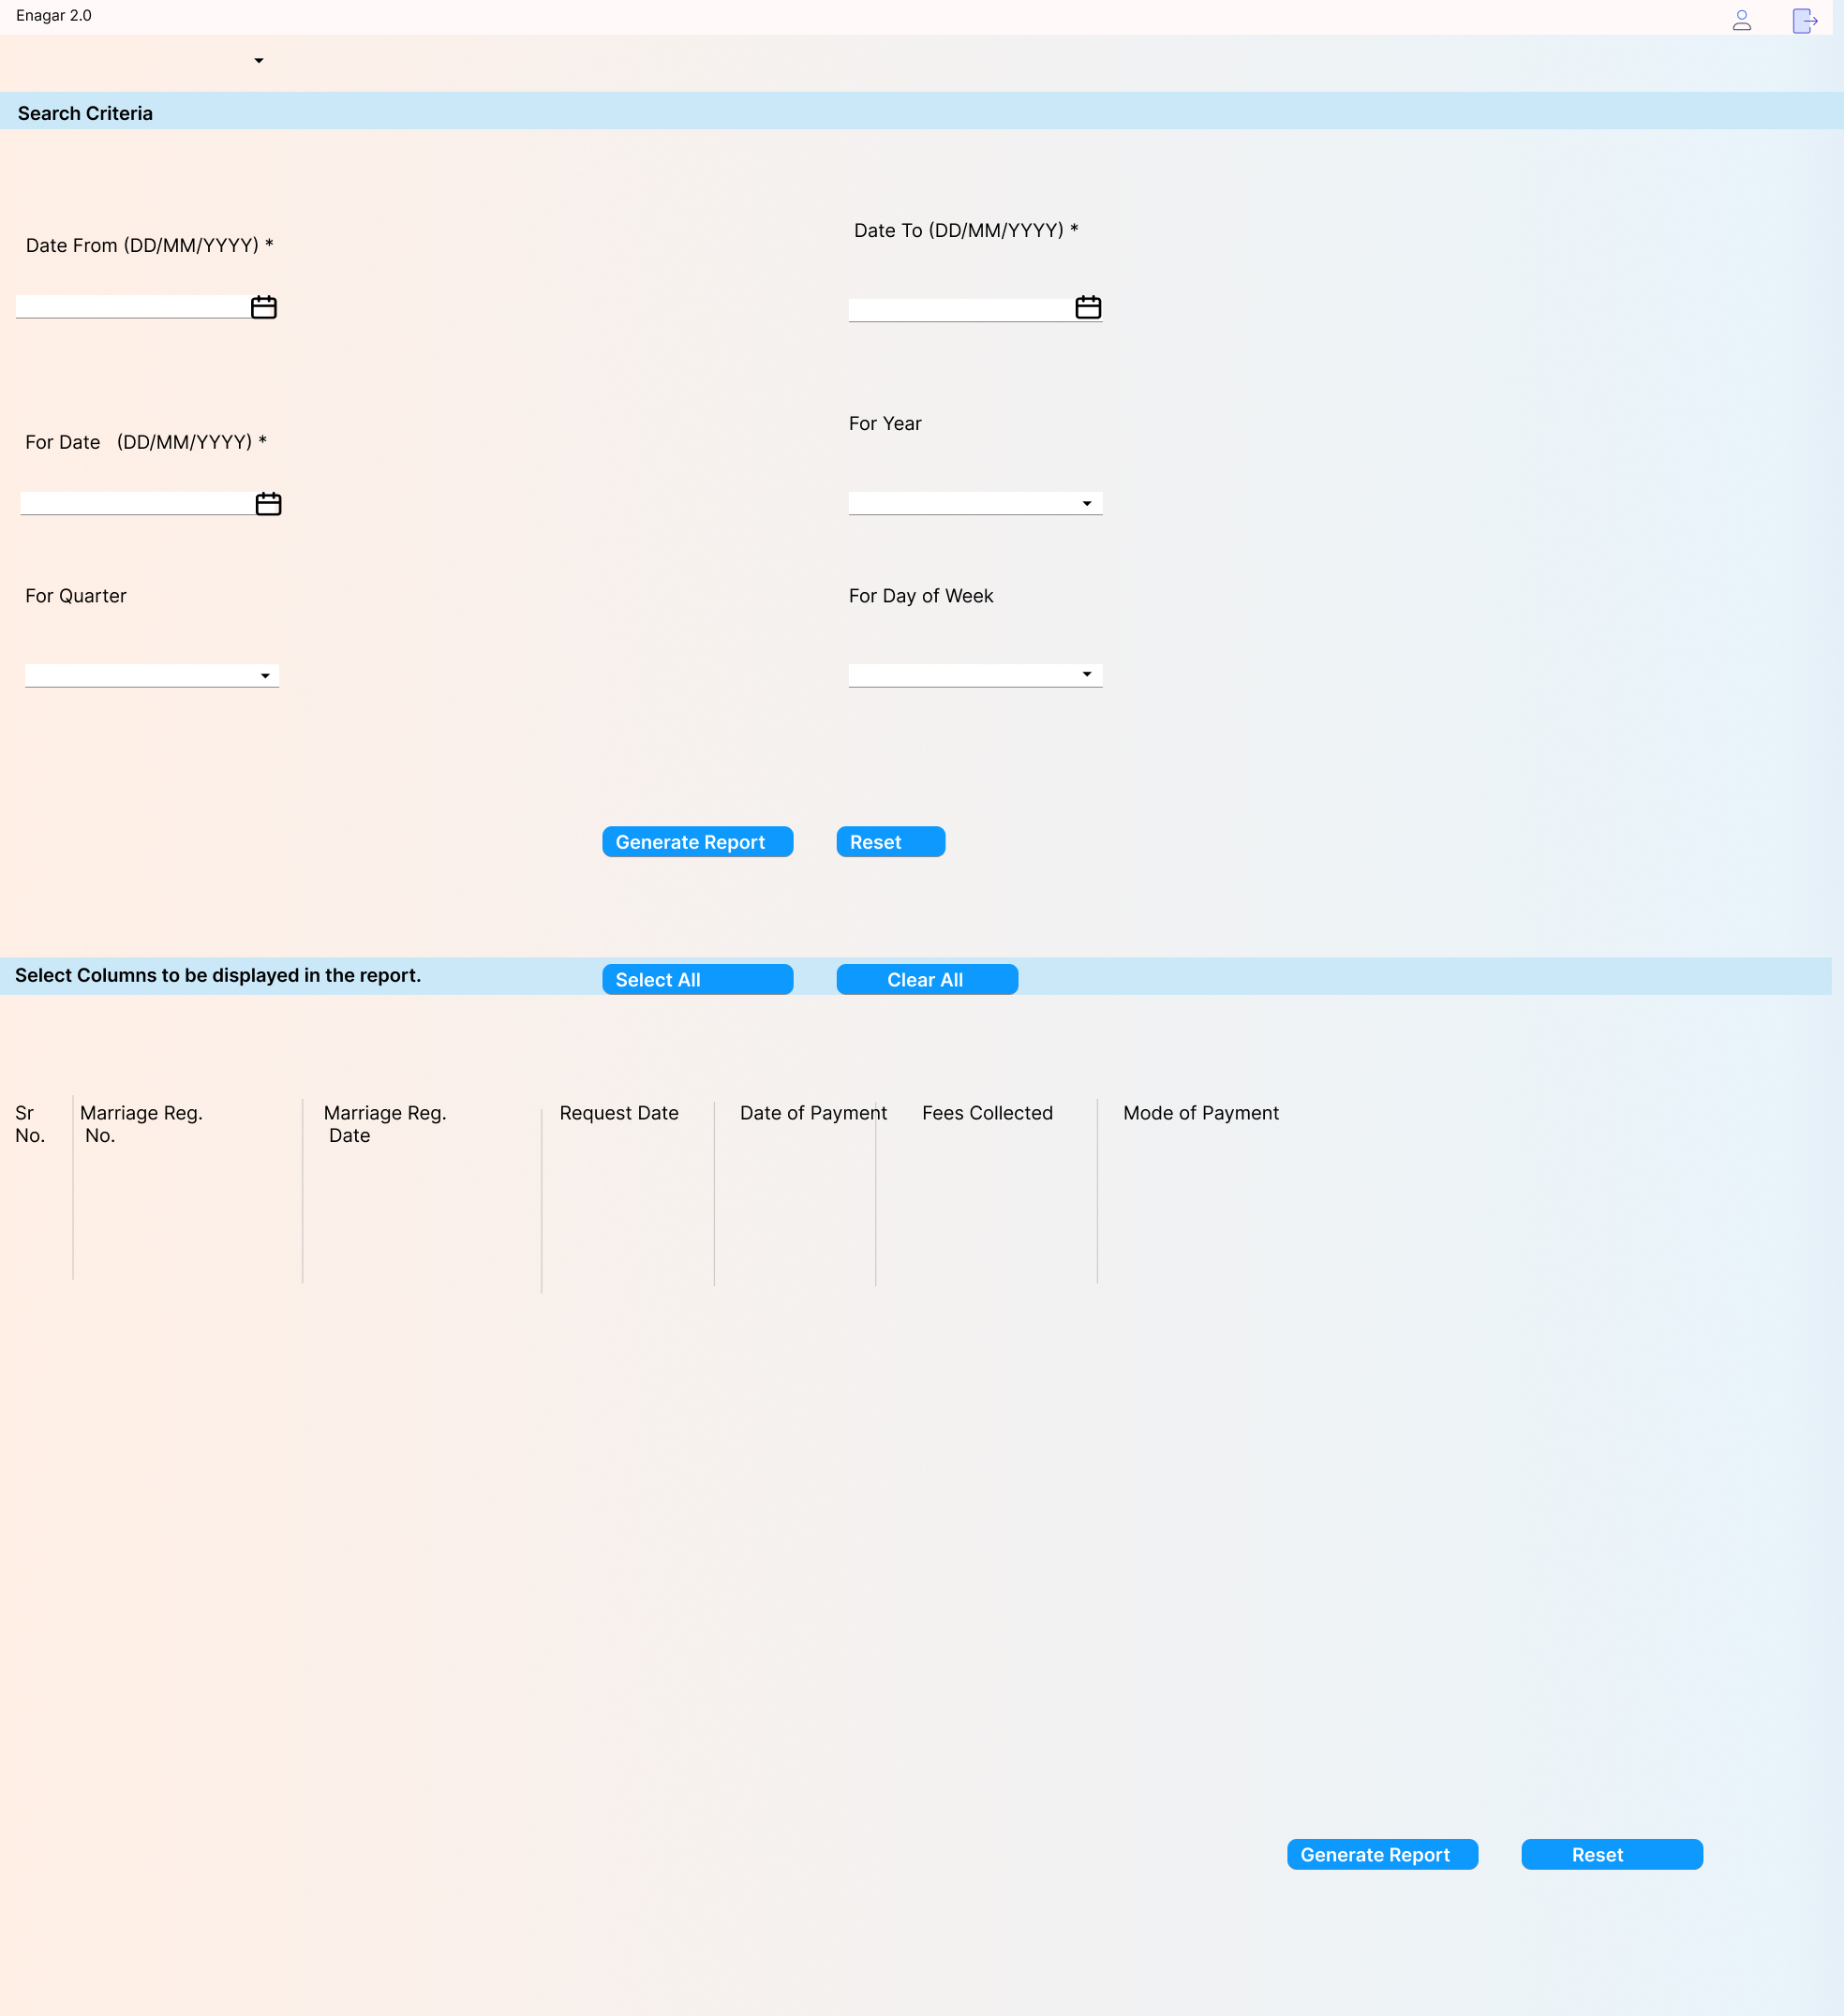 Enagar 2.0
Search Criteria
Date From (DD/MM/YYYY) *
Date To (DD/MM/YYYY) *
For Date (DD/MM/YYYY) *
For Year
For Quarter
For Day of Week
Generate Report
Reset
Select Columns to be displayed in the report.
Select All
Clear All
Sr
No.
Marriage Reg.
No.
Marriage Reg.
Date
Request Date
Date of Payment
Fees Collected
Mode of Payment
Generate Report
Reset